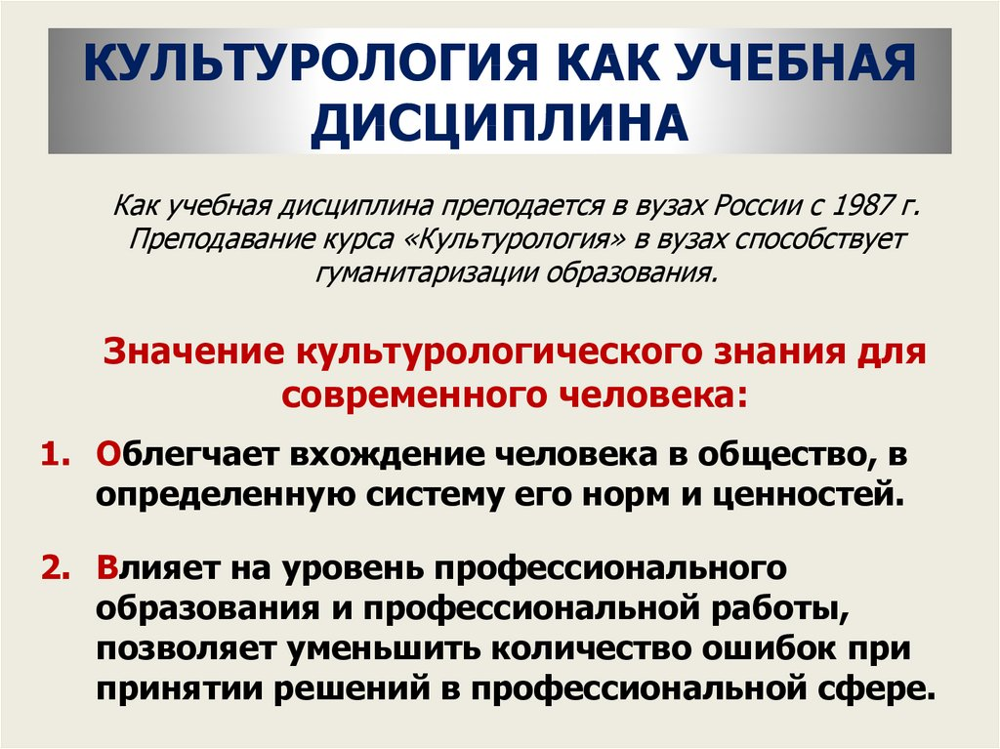 КУЛЬТУРОЛОГИЯ КАК УЧЕБНАЯ
ДИСЦИПЛИНА
Как учебная дисциплина преподается в вузах России с 1987 г.
Преподавание курса «Культурология» в вузах способствует
гуманитаризации образования.
Значение культурологического знания для
современного человека:
1. Облегчает вхождение человека в общество, в
определенную систему его норм и ценностей.
2. Влияет на уровень профессионального
образования и профессиональной работы,
позволяет уменьшить количество ошибок при
принятии решений в профессиональной сфере.